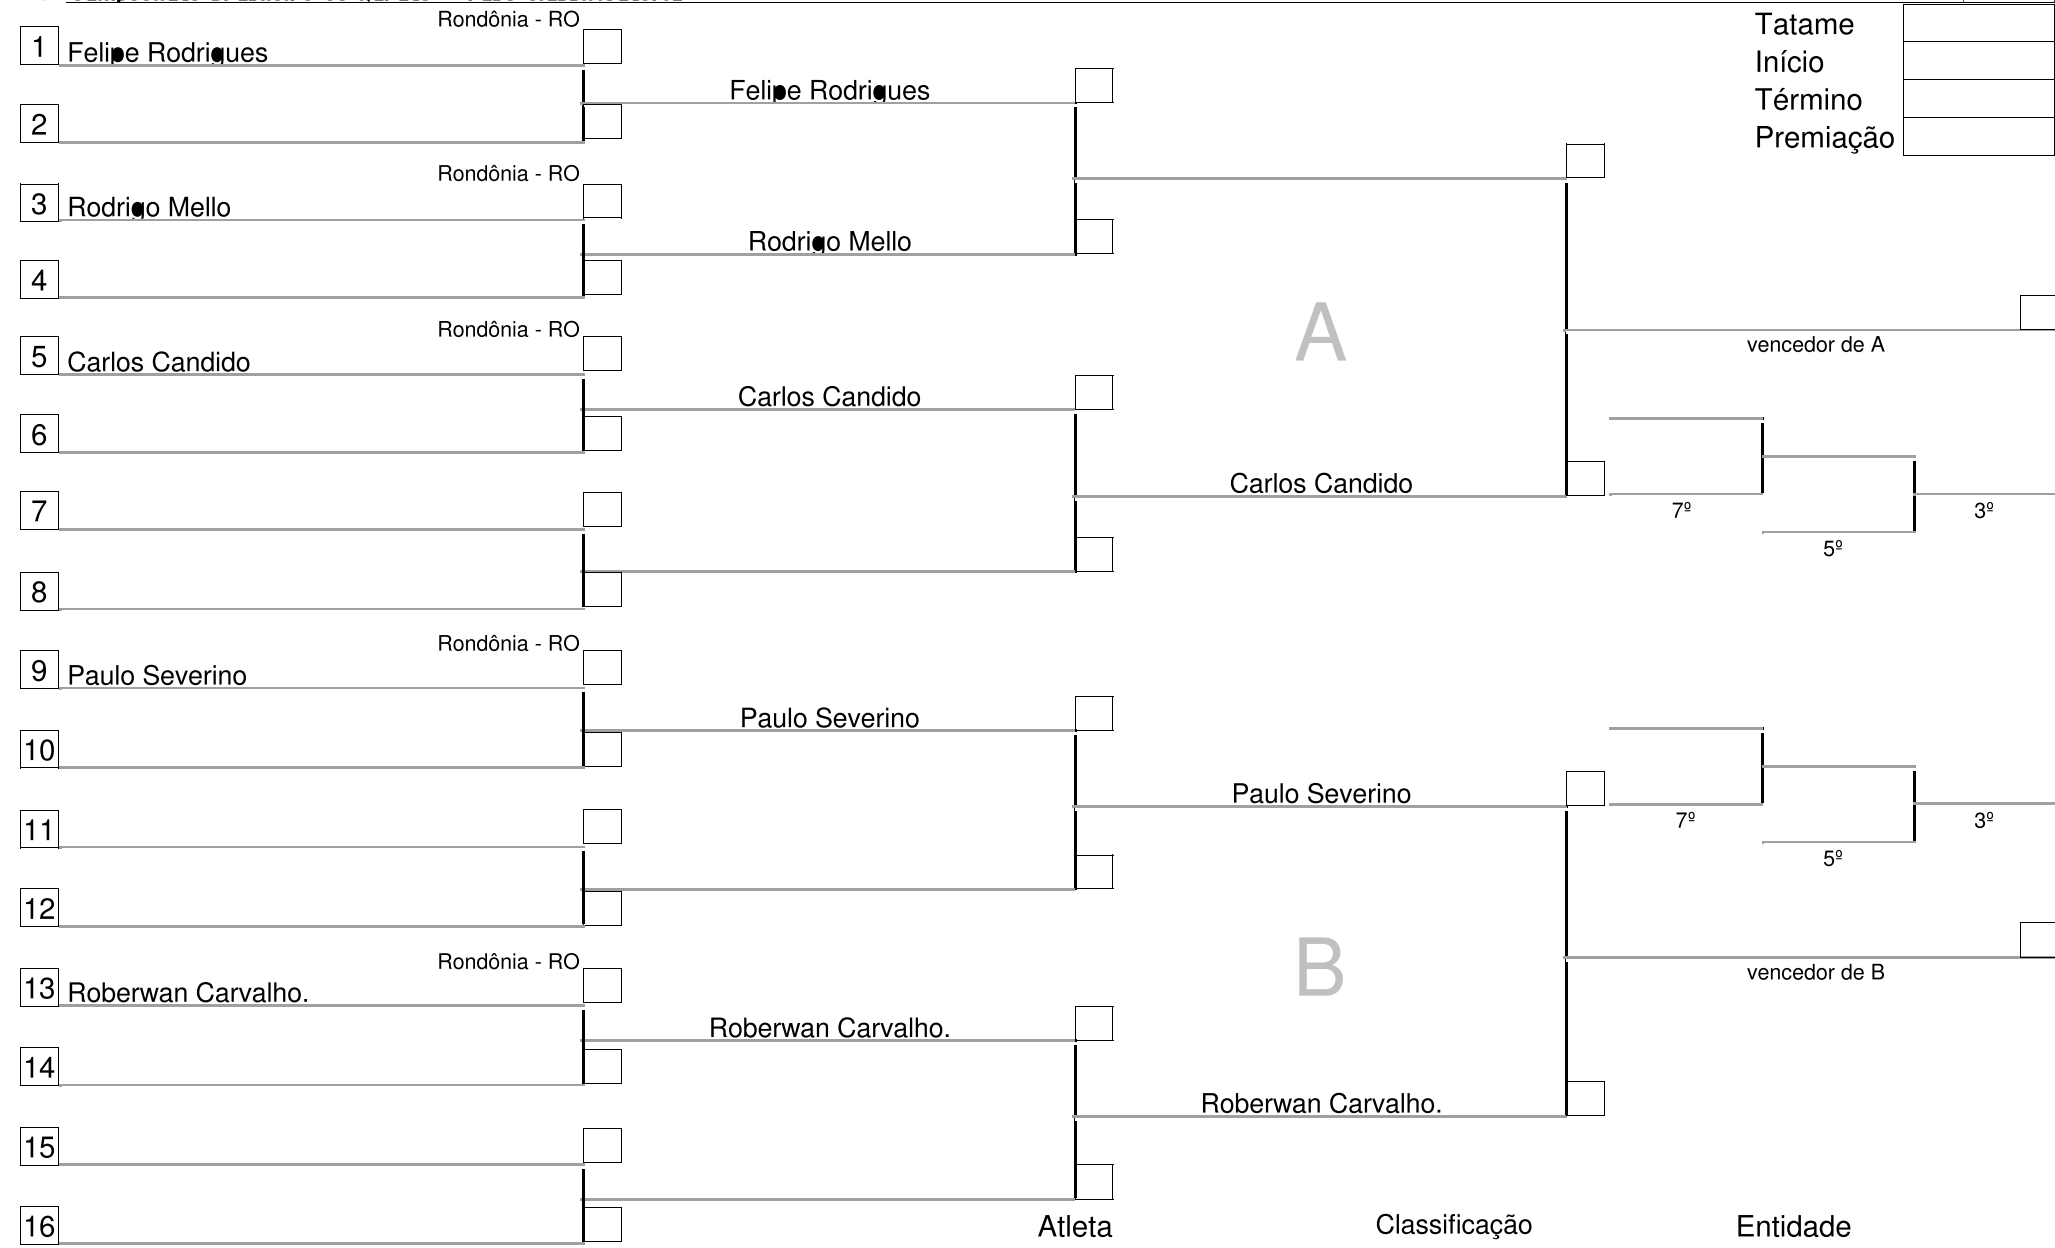 Rondônia - RO
Tatame
1 Felipe Rodrigues
Início
Felipe Rodrigues
Término
2
Premiação
Rondônia - RO
3 Rodrigo Mello
Rodrigo Mello
4
A
Rondônia - RO
vencedor de A
5 Carlos Candido
Carlos Candido
6
Carlos Candido
7
7º
3º
5º
8
Rondônia - RO
9 Paulo Severino
Paulo Severino
10
Paulo Severino
7º
3º
11
5º
12
B
Rondônia - RO
vencedor de B
13 Roberwan Carvalho.
Roberwan Carvalho.
14
Roberwan Carvalho.
15
16
Atleta
Classificação
Entidade